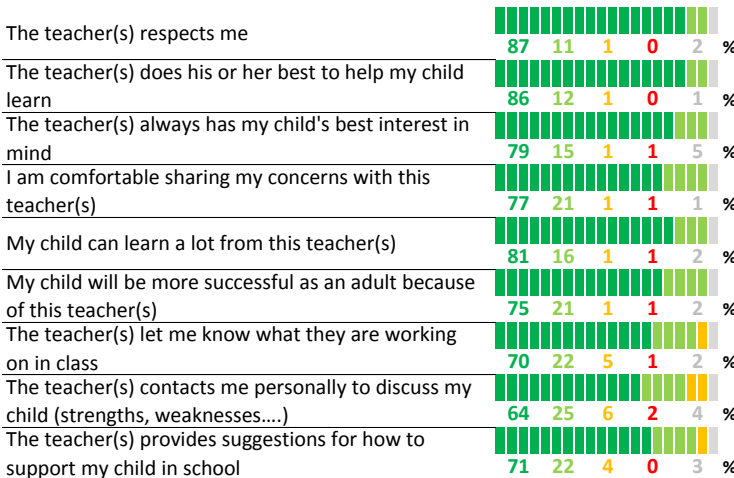 The teacher(s) respects me
87 11 1 0 2 %
The teacher(s) does his or her best to help my child
learn
86 12 1 0 1 %
The teacher(s) always has my child's best interest in
mind
79 15 1 1 5 %
I am comfortable sharing my concerns with this
teacher(s)
77 21 1 1 1 %
My child can learn a lot from this teacher(s)
81 16 1 1 2 %
My child will be more successful as an adult because
of this teacher(s)
75 21 1 1 2 %
The teacher(s) let me know what they are working
on in class
70 22 5 1 2 %
The teacher(s) contacts me personally to discuss my
child (strengths, weaknesses....)
64 25 6 2 4 %
The teacher(s) provides suggestions for how to
support my child in school
71 22 4 0 3 %